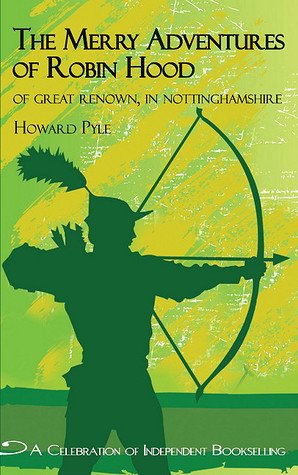 The Merry Adventures
of Robin Hood
of great renown, in Nottinghamshire
Howard Pyle
A Celebration of Independent Bookselling